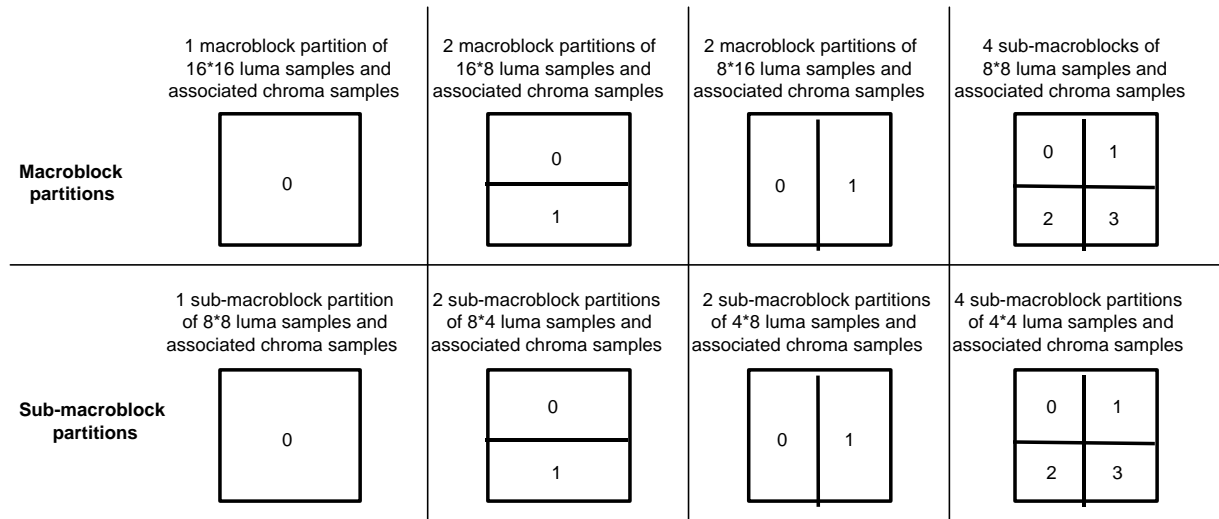 1 macroblock partition of
16*16 luma samples and
associated chroma samples
2 macroblock partitions of
16*8 luma samples and
associated chroma samples
2 macroblock partitions of
8*16 luma samples and
associated chroma samples
4 sub-macroblocks of
8*8 luma samples and
associated chroma samples
Macroblock
partitions
0
0
1
0 1
0 1
2 3
1 sub-macroblock partition
of 8*8 luma samples and
associated chroma samples
2 sub-macroblock partitions
of 8*4 luma samples and
associated chroma samples
2 sub-macroblock partitions
of 4*8 luma samples and
associated chroma samples
4 sub-macroblock partitions
of 4*4 luma samples and
associated chroma samples
Sub-macroblock
partitions
0
0
1
0 1
0 1
2 3